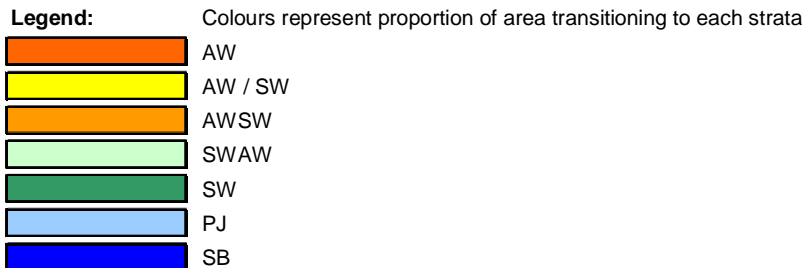 Legend: Colours represent proportion of area transitioning to each strata
AW
AW / SW
AWSW
SWAW
SW
PJ
SB